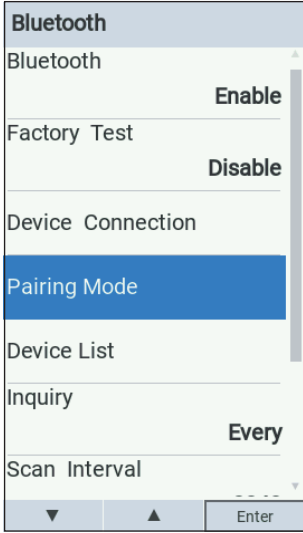 Bluetooth
Bluetooth
Enable
Factory Test
Disable
Device Connection
Pairing Mode
Device List
Inquiry
Every
Scan Interval
▼ ▲ Enter